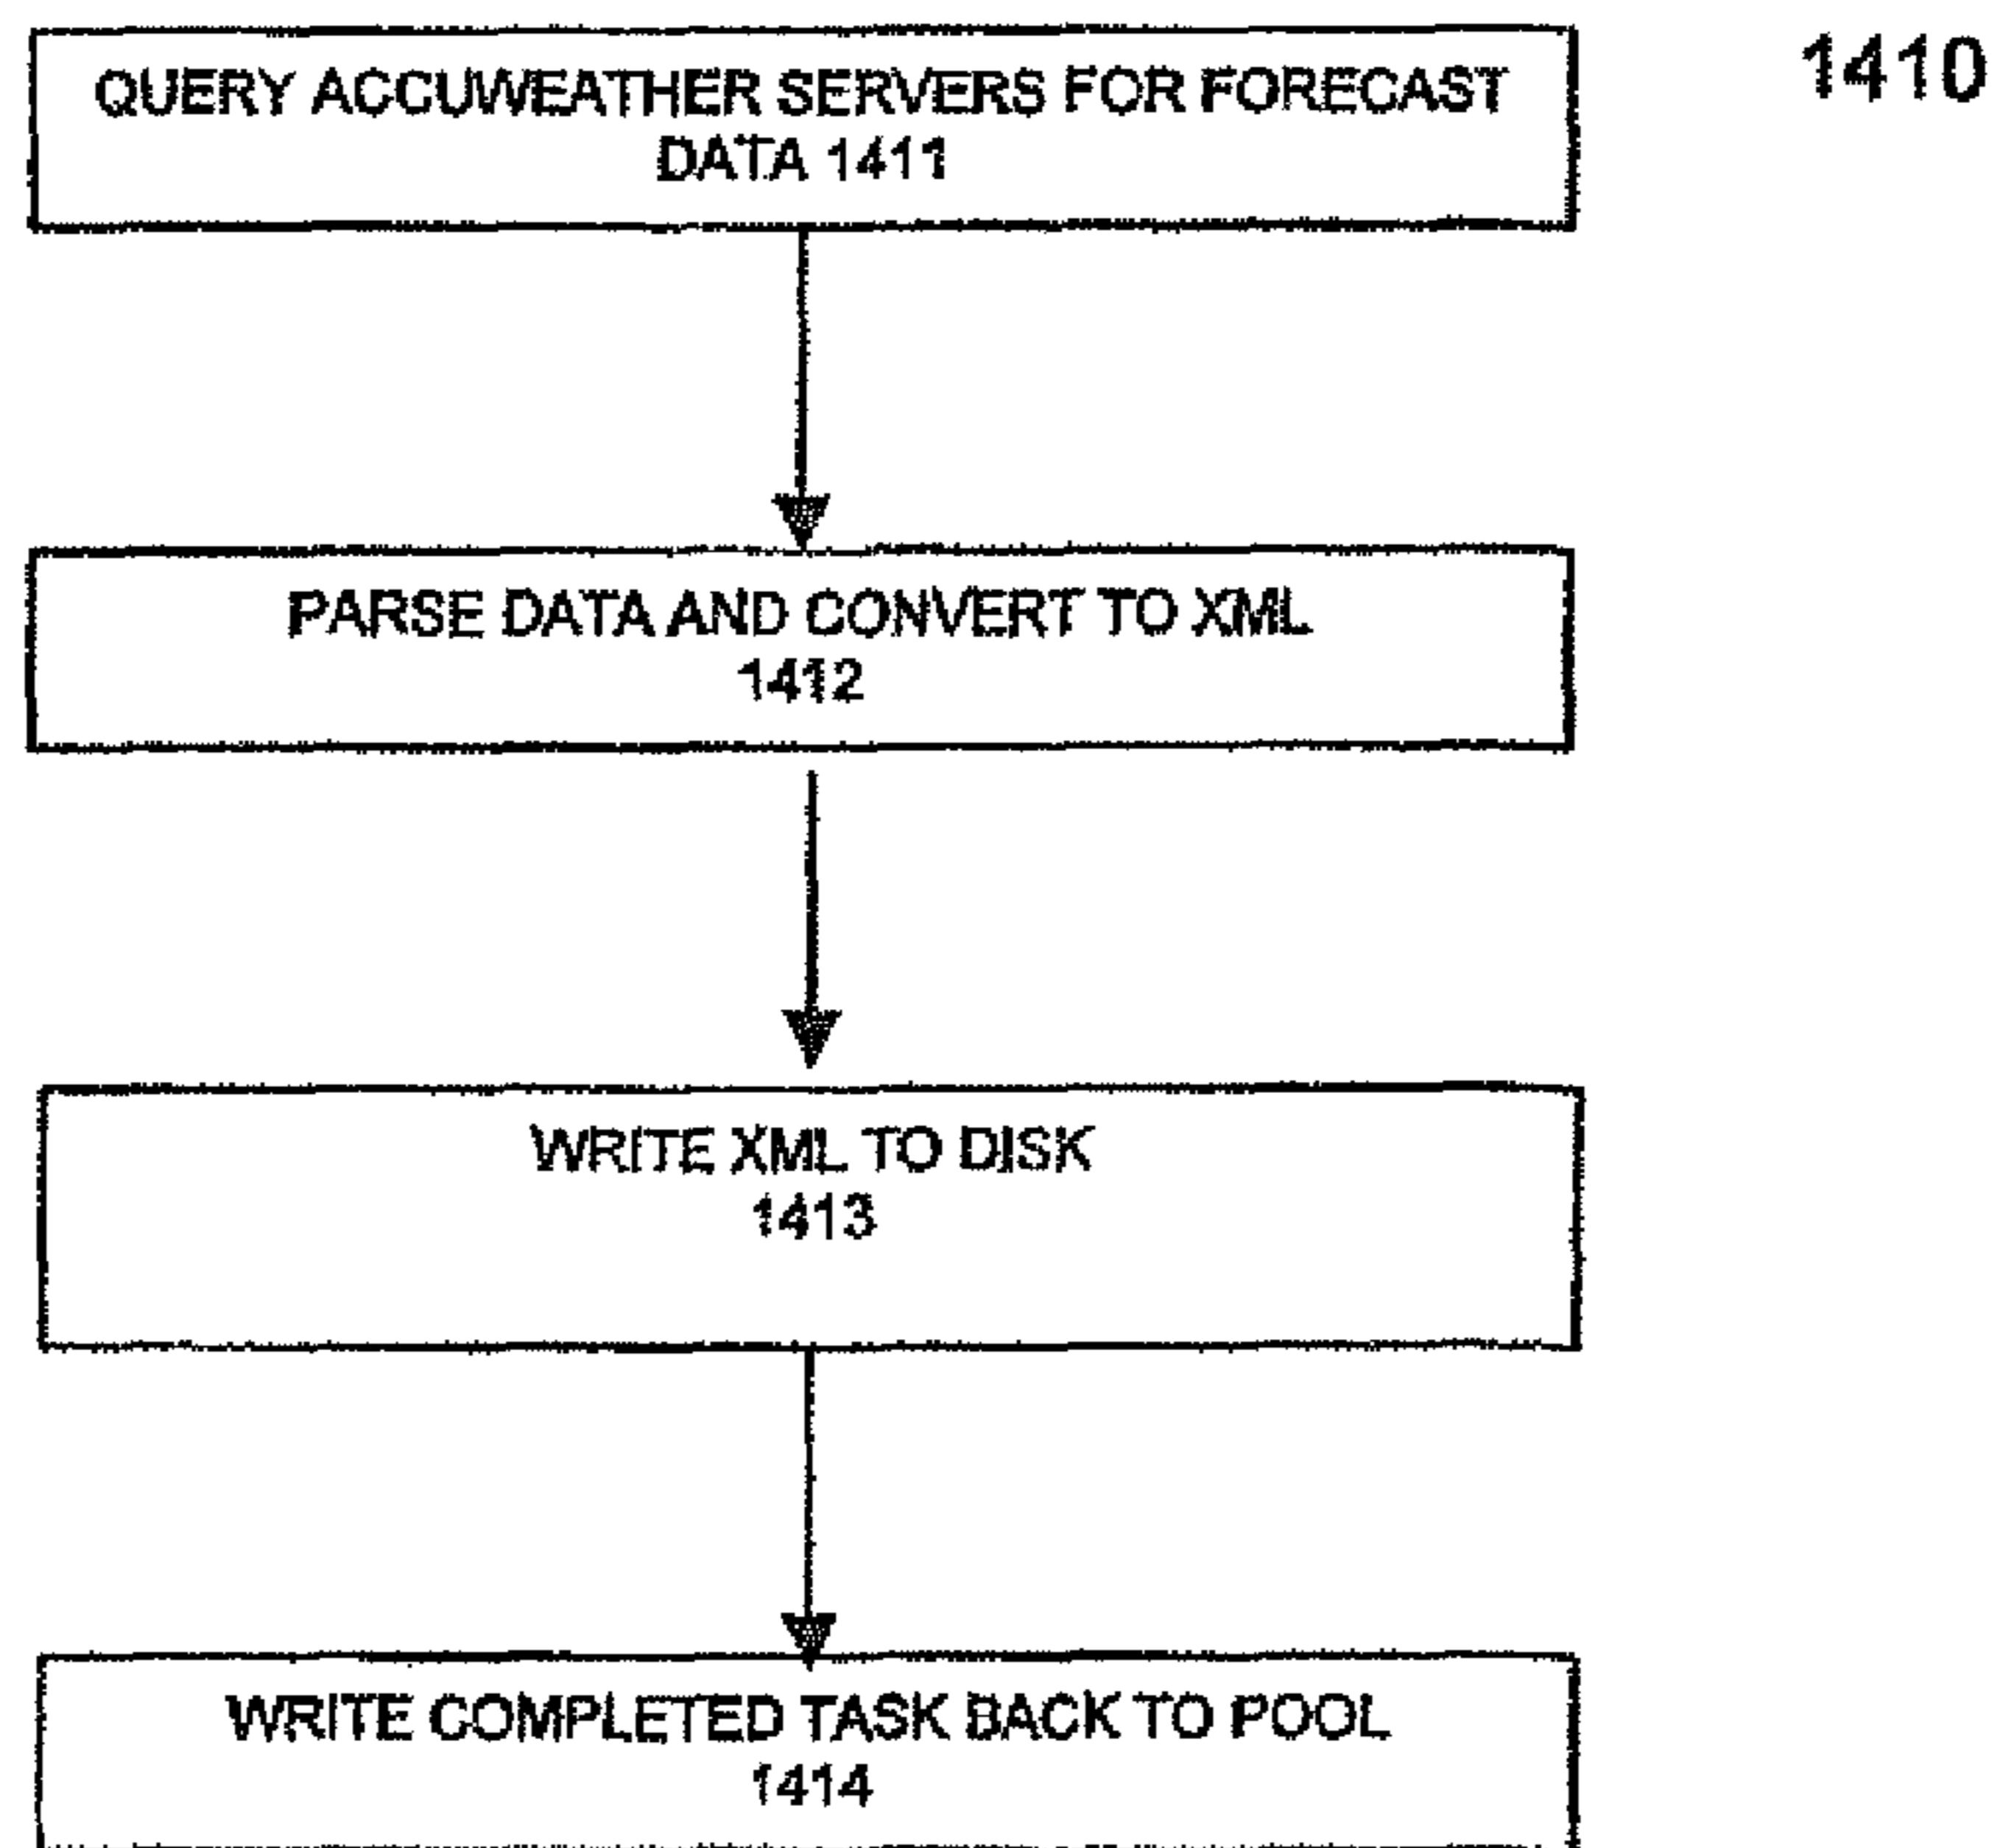 QUERY ACCUWEATHER SERVERS FOR FORECAST
DATA 1411
1410
PARSE DATA AND CONVERT TO XML
1412
WRITE XML TO DISK
1413
WRITE COMPLETED TASK BACK TO POOL
1414